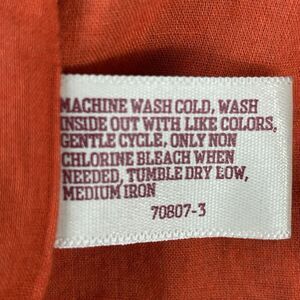 MACHINE WASH COLD, WASH
INSIDE OUT WITH LIKE COLORS,
GENTLE CYCLE, ONLY NON
CHLORINE BLEACH WHEN
NEEDED, TUMBLE DRY LOW,
MEDIUM IRON
70807-3